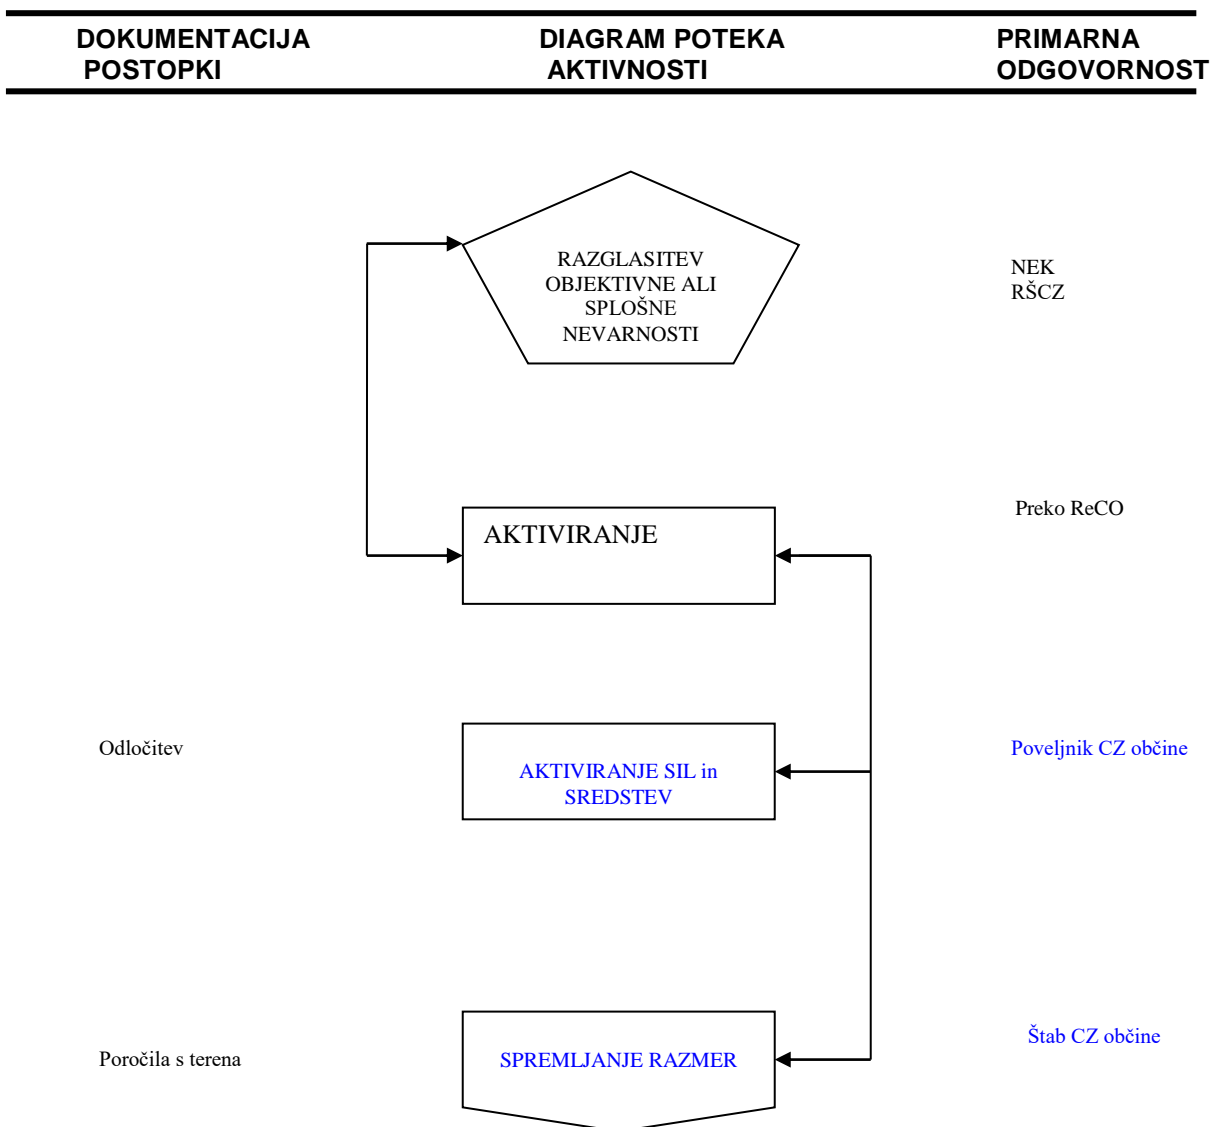 DOKUMENTACIJA
POSTOPKI
DIAGRAM POTEKA
AKTIVNOSTI
PRIMARNA
ODGOVORNOST
RAZGLASITEV
OBJEKTIVNE ALI
SPLOŠNE
NEVARNOSTI
NEK
RŠCZ
AKTIVIRANJE
Preko ReCO
Odločitev
AKTIVIRANJE SIL in
SREDSTEV
Poveljnik CZ občine
Poročila s terena
SPREMLJANJE RAZMER
Štab CZ občine